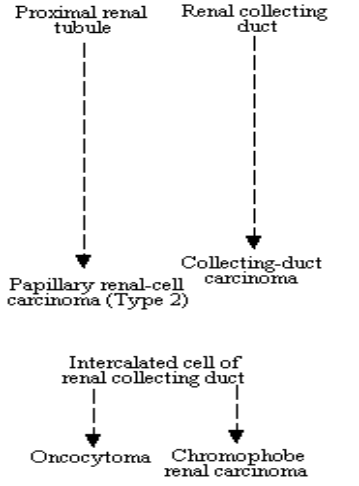 Proximal renal
tubule
Renal collecting
duct
Papillary renal-cell
carcinoma (Type 2)
Collecting-duct
carcinoma
Intercalated cell of
renal collecting duct
Oncocytoma
Chromophobe
renal carcinoma